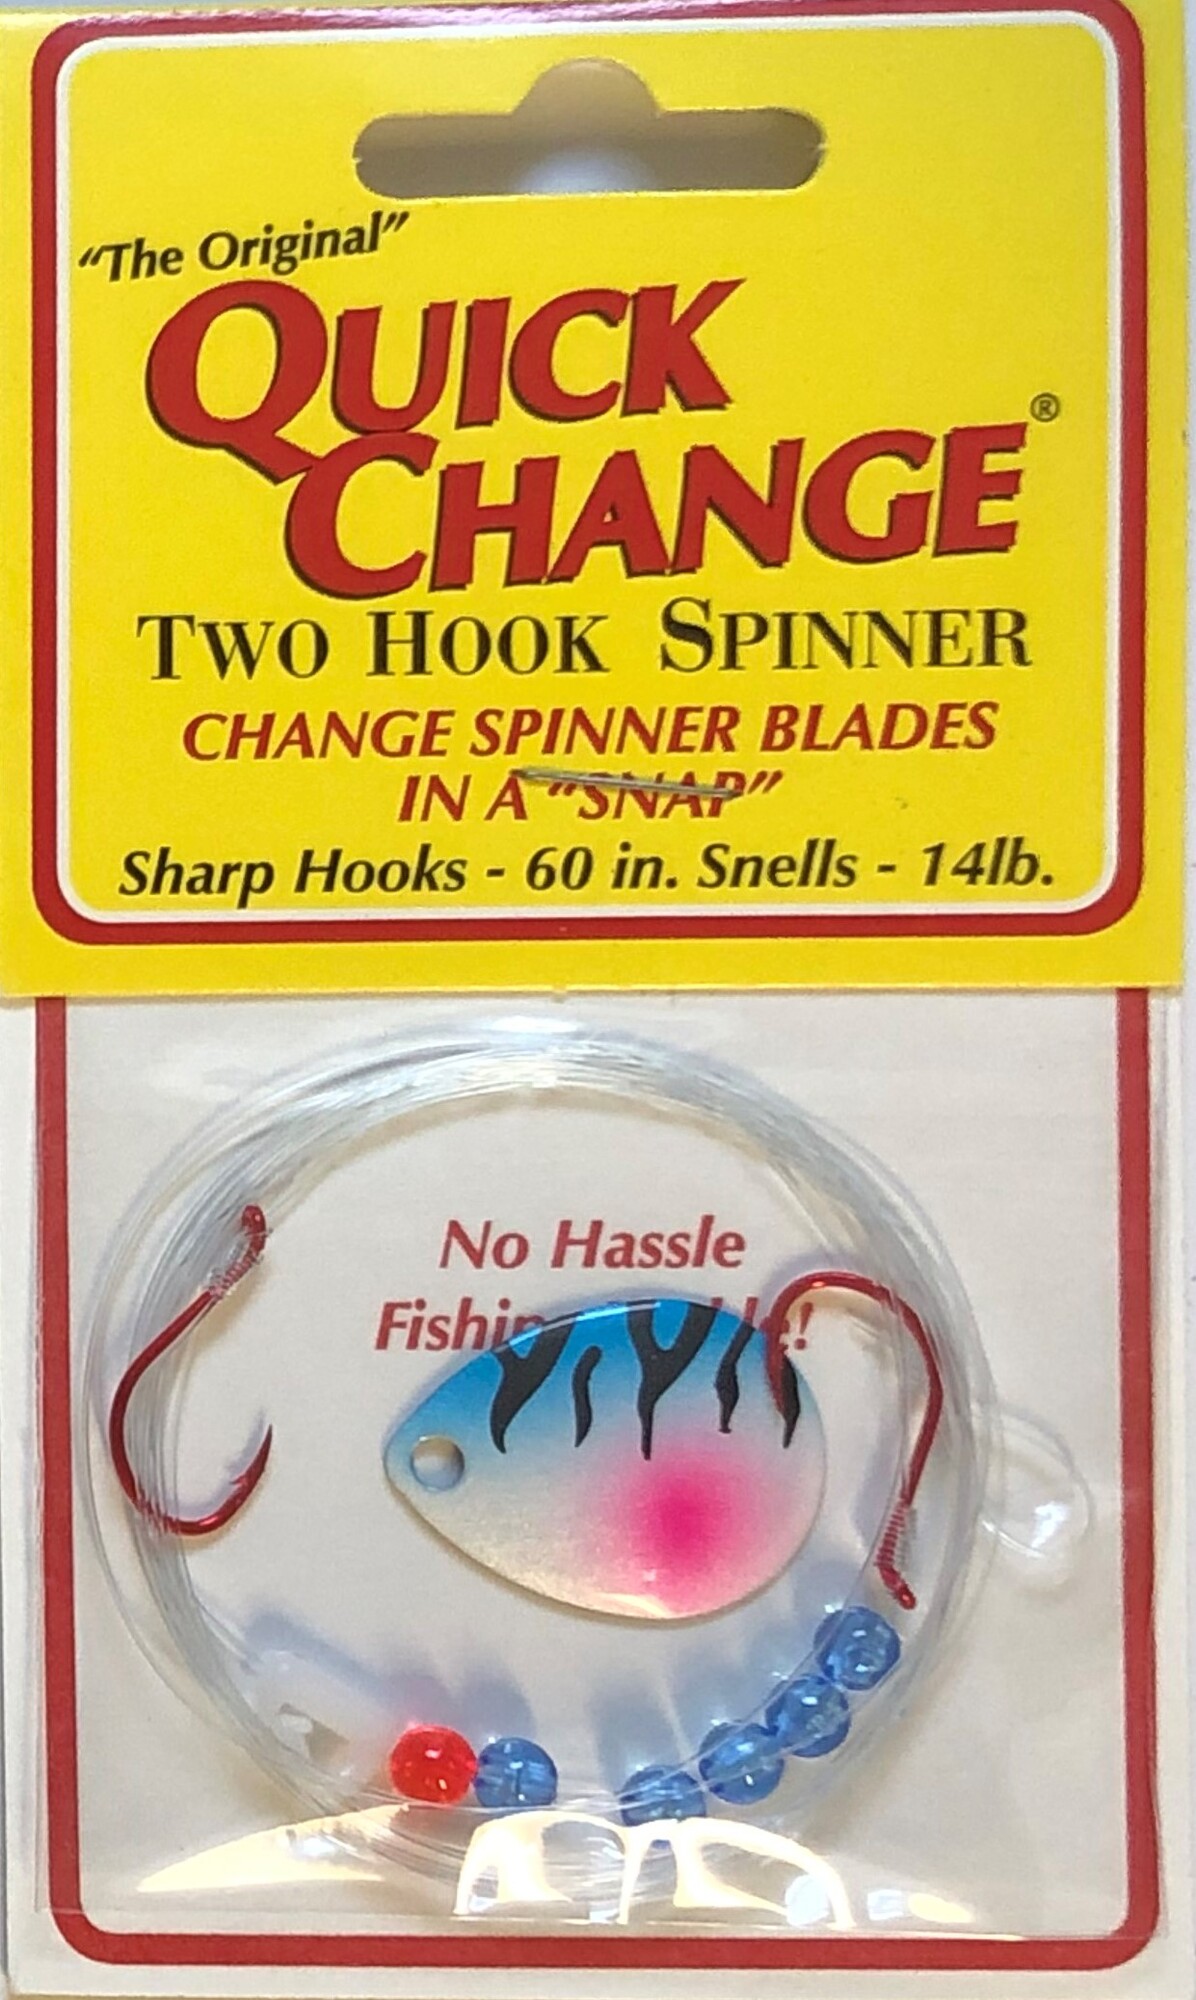 “The Original”
QUICK
CHANGE®
TWO HOOK SPINNER
CHANGE SPINNER BLADES
IN A “SNAP”
Sharp Hooks - 60 in. Snells - 14lb.
No Hassle